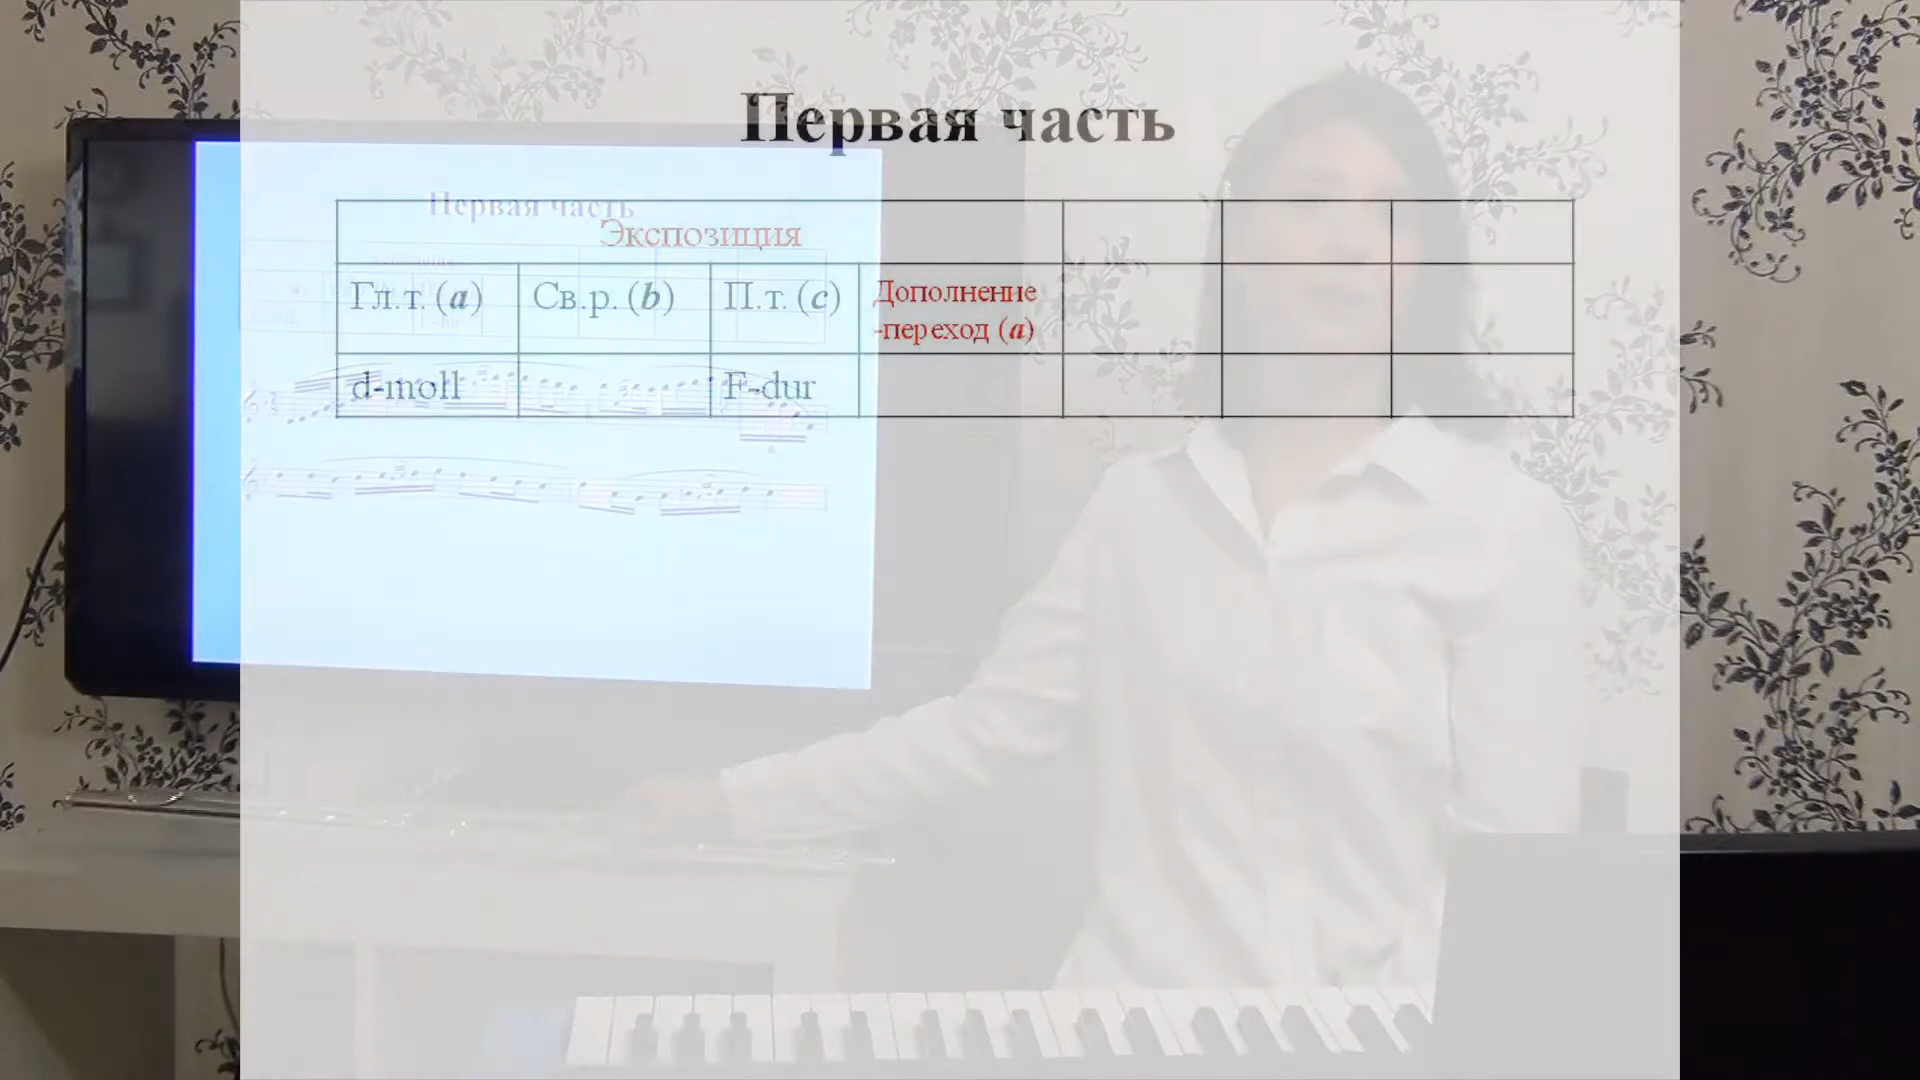 Первая часть
Первая часть
Экспозиция
Гл.т. (a)
Св.р. (b)
П.т. (c)
Дополнение
-переход (a)
d-moll
F-dur